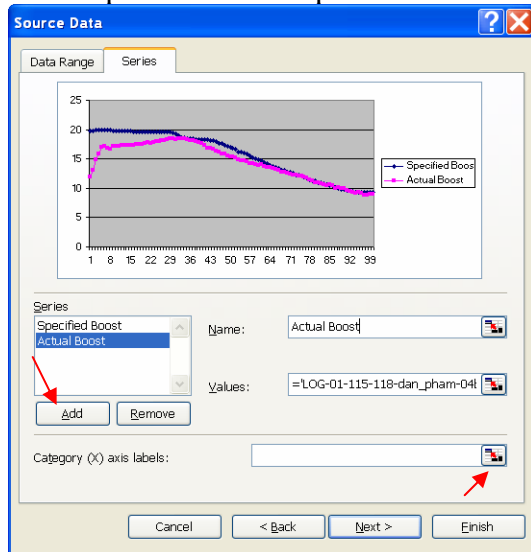 Source Data
Data Range
Series
25
20
15
10
5
0
1 8 15 22 29 36 43 50 57 64 71 78 85 92 99
Specified Boos
Actual Boost
Series
Specified Boost
Actual Boost
Name:
Actual Boost
Values:
='LOG-01-115-118-dan_pham-04
Add
Remove
Category (X) axis labels:
Cancel
< Back
Next >
Finish